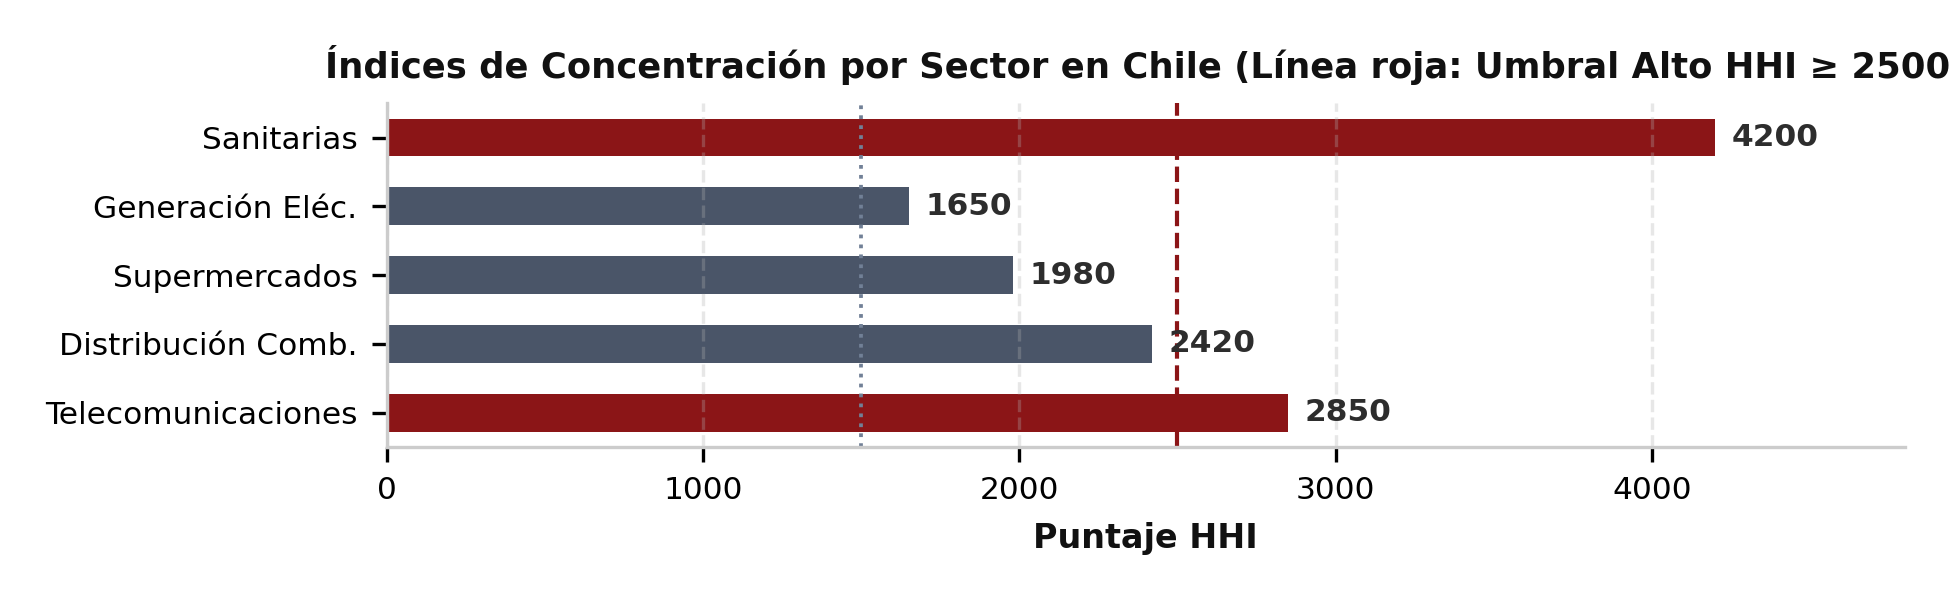 Índices de Concentración por Sector en Chile (Línea roja: Umbral Alto HHI ≥ 2500
Sanitarias
4200
Generación Eléc.
1650
Supermercados
1980
Distribución Comb.
2420
Telecomunicaciones
2850
0 1000 2000 3000 4000
Puntaje HHI